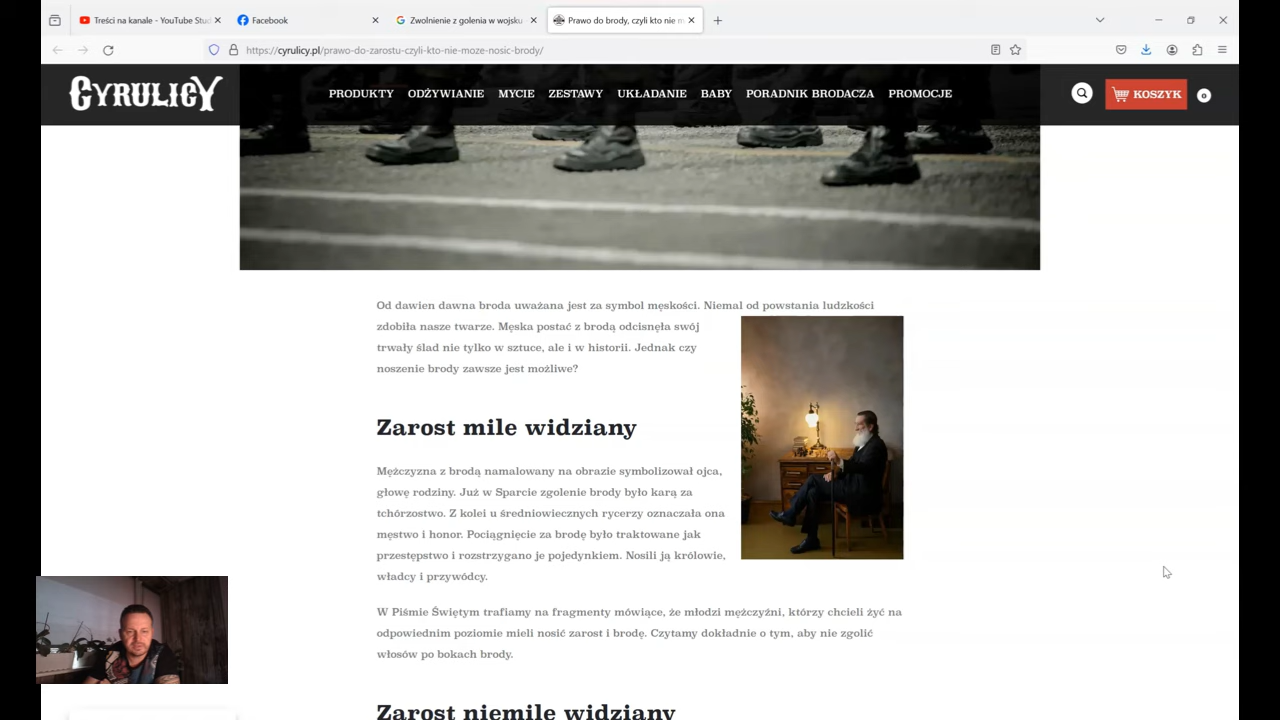 Treści na kanale - YouTube Stud
Facebook
Zwolnienie z golenia w wojsku
Prawo do brody, czyli kto nie m
https://cyrulicy.pl/prawo-do-zarostu-czyli-kto-nie-moze-nosic-brody/
CYRULICY
PRODUKTY ODŻYWIANIE MYCIE ZESTAWY UKŁADANIE BABY PORADNIK BRODACZA PROMOCJE
KOSZYK
0
Od dawien dawna broda uważana jest za symbol męskości. Niemal od powstania ludzkości
zdobiła nasze twarze. Męska postać z brodą odcisnęła swój
trwały ślad nie tylko w sztuce, ale i w historii. Jednak czy
noszenie brody zawsze jest możliwe?
Zarost mile widziany
Mężczyzna z brodą namalowany na obrazie symbolizował ojca,
głowę rodziny. Już w Sparcie zgolenie brody było karą za
tchórzostwo. Z kolei u średniowiecznych rycerzy oznaczała ona
męstwo i honor. Pociągnięcie za brodę było traktowane jak
przestępstwo i rozstrzygano je pojedynkiem. Nosili ją królowie,
władcy i przywódcy.
W Piśmie Świętym trafiamy na fragmenty mówiące, że młodzi mężczyźni, którzy chcieli żyć na
odpowiednim poziomie mieli nosić zarost i brodę. Czytamy dokładnie o tym, aby nie zgolić
włosów po bokach brody.
Zarost niemile widziany